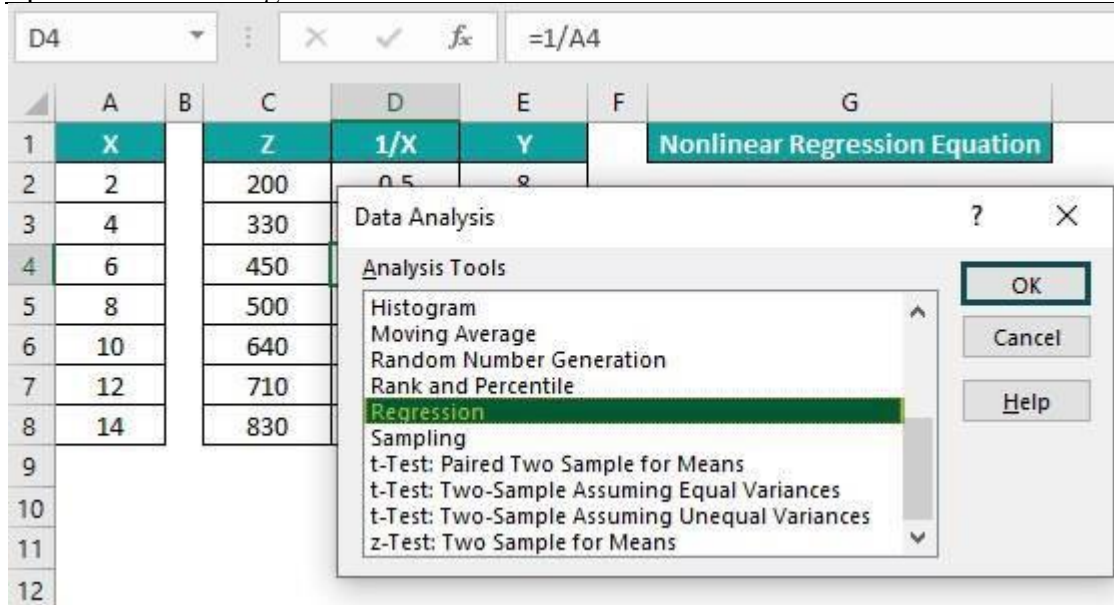 D4 fx =1/A4
A B C D E F G
1 X Z 1/X Y Nonlinear Regression Equation
2 2 200 0.5 8
3 4 330
4 6 450
5 8 500
6 10 640
7 12 710
8 14 830
9
10
11
12
Data Analysis ? ×
Analysis Tools
Histogram
Moving Average
Random Number Generation
Rank and Percentile
Regression
Sampling
t-Test: Paired Two Sample for Means
t-Test: Two-Sample Assuming Equal Variances
t-Test: Two-Sample Assuming Unequal Variances
z-Test: Two Sample for Means
OK
Cancel
Help